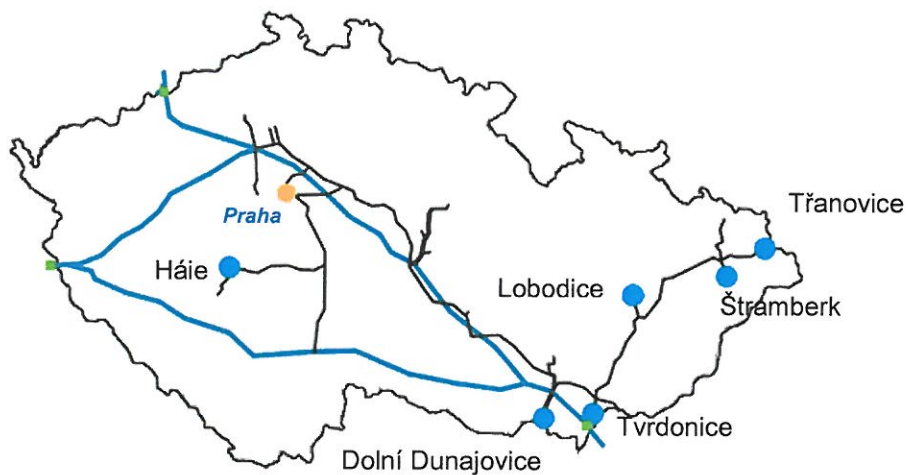 Třanovice
Praha
Háie
Lobodice
Štramberk
Tvrdonice
Dolní Dunajovice